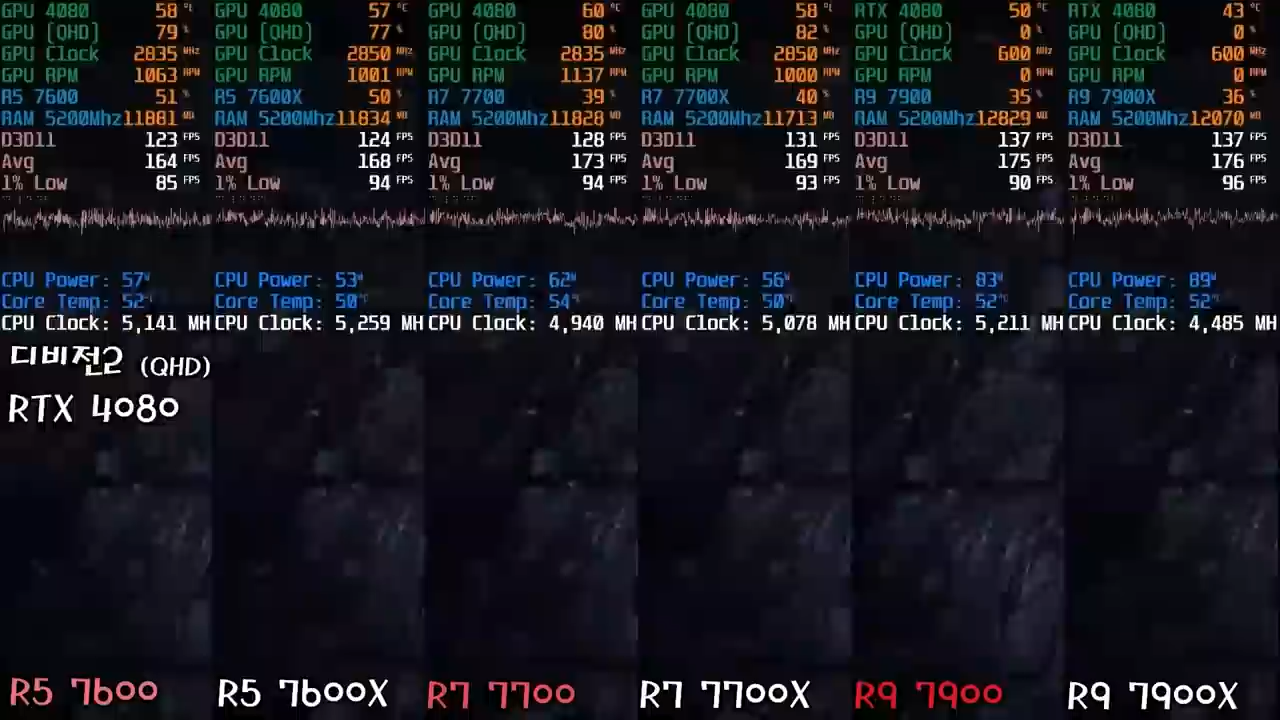 GPU 4080 58 °C GPU 4080 57 °C GPU 4080 60 °C GPU 4080 58 °C RTX 4080 50 °C RTX 4080 43 °C
GPU (QHD) 79 % GPU (QHD) 77 % GPU (QHD) 80 % GPU (QHD) 82 % GPU (QHD) 0 % GPU (QHD) 0 %
GPU Clock 2835 MHz GPU Clock 2850 MHz GPU Clock 2835 MHz GPU Clock 2850 MHz GPU Clock 600 MHz GPU Clock 600 MHz
GPU RPM 1063 RPM GPU RPM 1001 RPM GPU RPM 1137 RPM GPU RPM 1000 RPM GPU RPM 0 RPM GPU RPM 0 RPM
R5 7600 51 % R5 7600X 50 % R7 7700 39 % R7 7700X 40 % R9 7900 35 % R9 7900X 36 %
RAM 5200Mhz 11881 MB RAM 5200Mhz 11834 MB RAM 5200Mhz 11828 MB RAM 5200Mhz 11713 MB RAM 5200Mhz 12829 MB RAM 5200Mhz 12070 MB
D3D11 123 FPS D3D11 124 FPS D3D11 128 FPS D3D11 131 FPS D3D11 137 FPS D3D11 137 FPS
Avg 164 FPS Avg 168 FPS Avg 173 FPS Avg 169 FPS Avg 175 FPS Avg 176 FPS
1% Low 85 FPS 1% Low 94 FPS 1% Low 94 FPS 1% Low 93 FPS 1% Low 90 FPS 1% Low 96 FPS
CPU Power: 57W CPU Power: 53W CPU Power: 62W CPU Power: 56W CPU Power: 83W CPU Power: 89W
Core Temp: 52°C Core Temp: 50°C Core Temp: 54°C Core Temp: 50°C Core Temp: 52°C Core Temp: 52°C
CPU Clock: 5,141 MH CPU Clock: 5,259 MH CPU Clock: 4,940 MH CPU Clock: 5,078 MH CPU Clock: 5,211 MH CPU Clock: 4,485 MH
디비전2 (QHD)
RTX 4080
R5 7600 R5 7600X R7 7700 R7 7700X R9 7900 R9 7900X